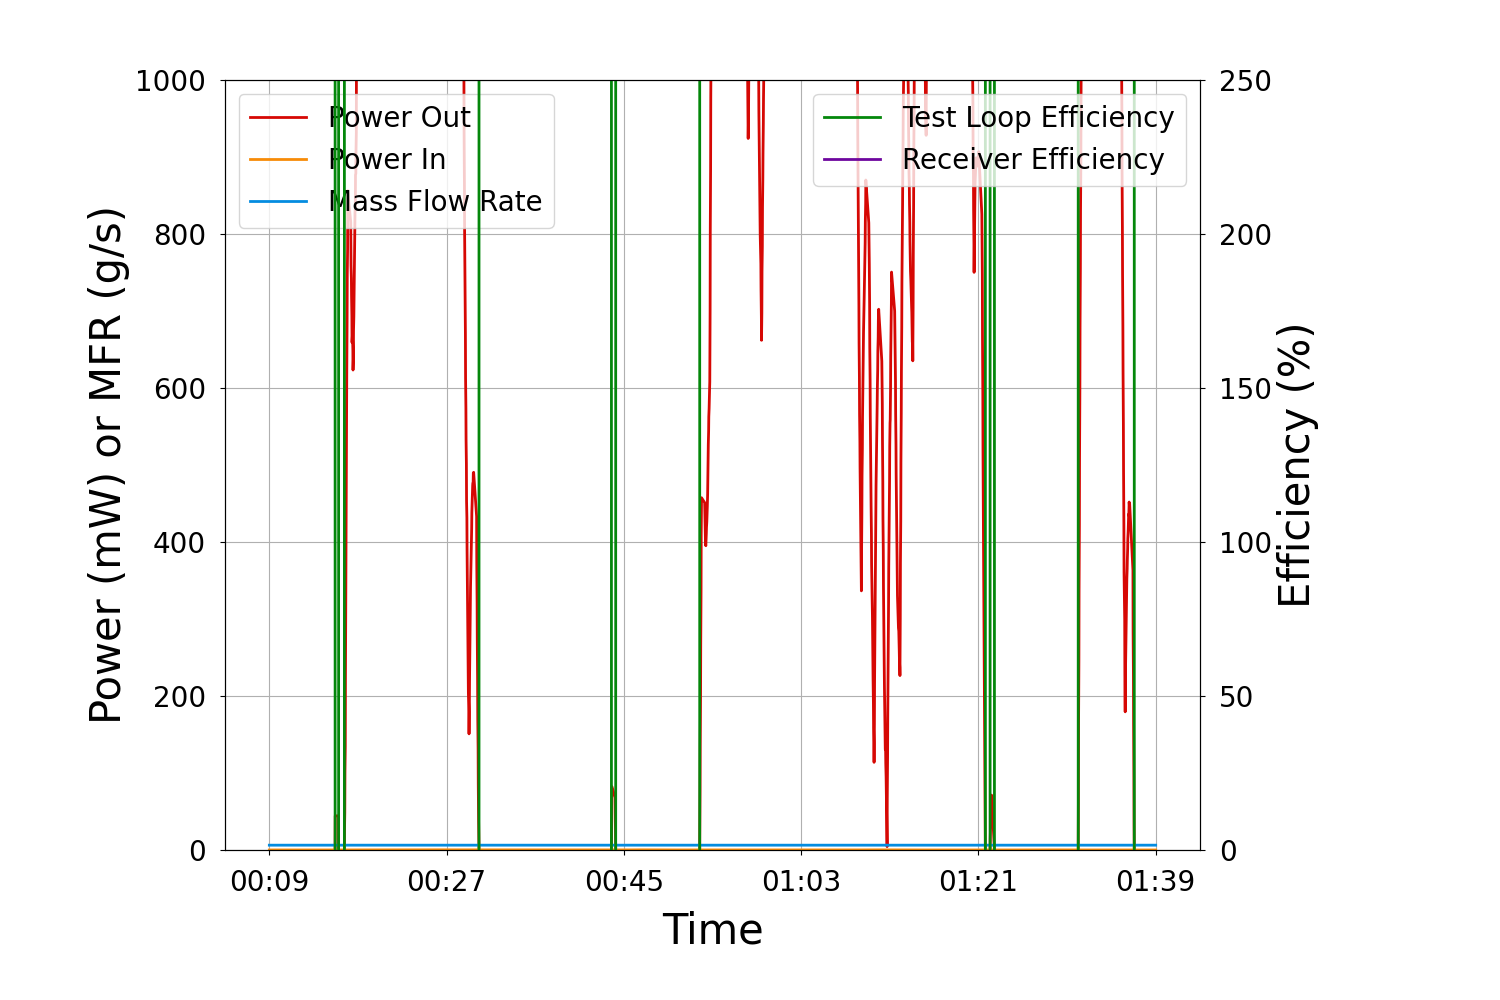 1000
800
600
400
200
0
Power (mW) or MFR (g/s)
Power Out
Power In
Mass Flow Rate
Test Loop Efficiency
Receiver Efficiency
250
200
150
100
50
0
Efficiency (%)
00:09 00:27 00:45 01:03 01:21 01:39
Time